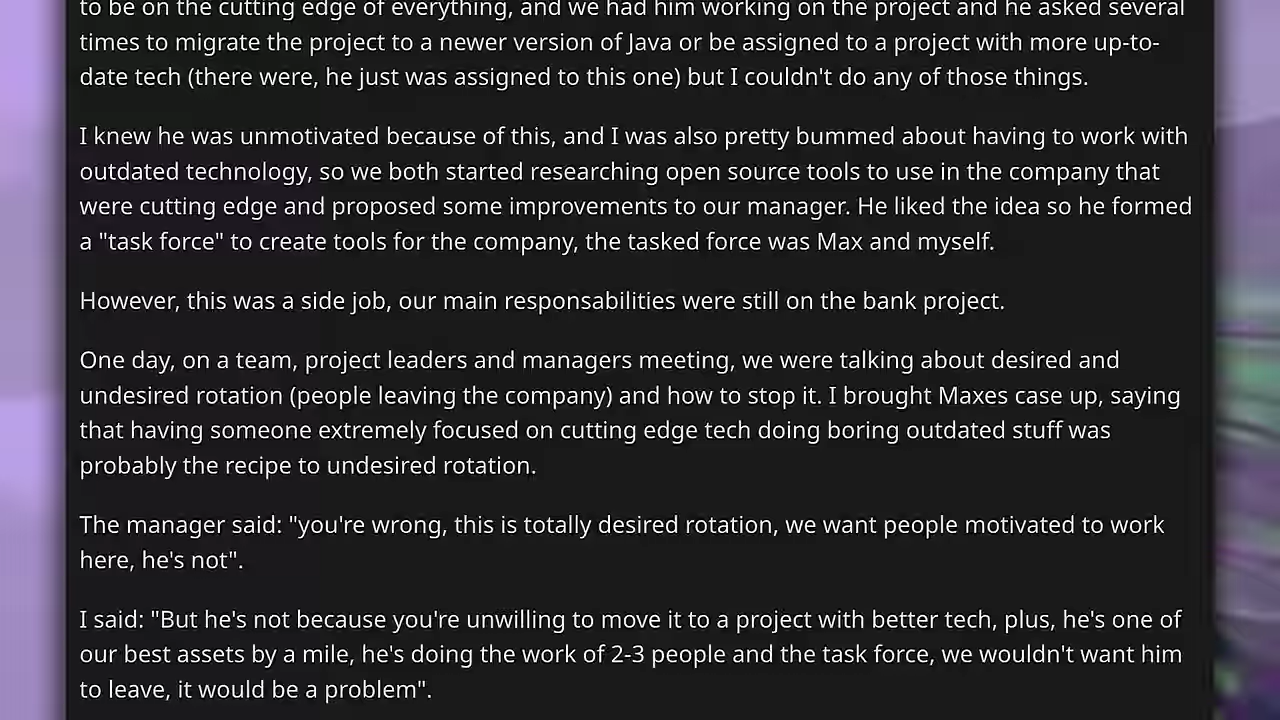 to be on the cutting edge of everything, and we had him working on the project and he asked several
times to migrate the project to a newer version of Java or be assigned to a project with more up-to-
date tech (there were, he just was assigned to this one) but I couldn't do any of those things.
I knew he was unmotivated because of this, and I was also pretty bummed about having to work with
outdated technology, so we both started researching open source tools to use in the company that
were cutting edge and proposed some improvements to our manager. He liked the idea so he formed
a "task force" to create tools for the company, the tasked force was Max and myself.
However, this was a side job, our main responsabilities were still on the bank project.
One day, on a team, project leaders and managers meeting, we were talking about desired and
undesired rotation (people leaving the company) and how to stop it. I brought Maxes case up, saying
that having someone extremely focused on cutting edge tech doing boring outdated stuff was
probably the recipe to undesired rotation.
The manager said: "you're wrong, this is totally desired rotation, we want people motivated to work
here, he's not".
I said: "But he's not because you're unwilling to move it to a project with better tech, plus, he's one of
our best assets by a mile, he's doing the work of 2-3 people and the task force, we wouldn't want him
to leave, it would be a problem".